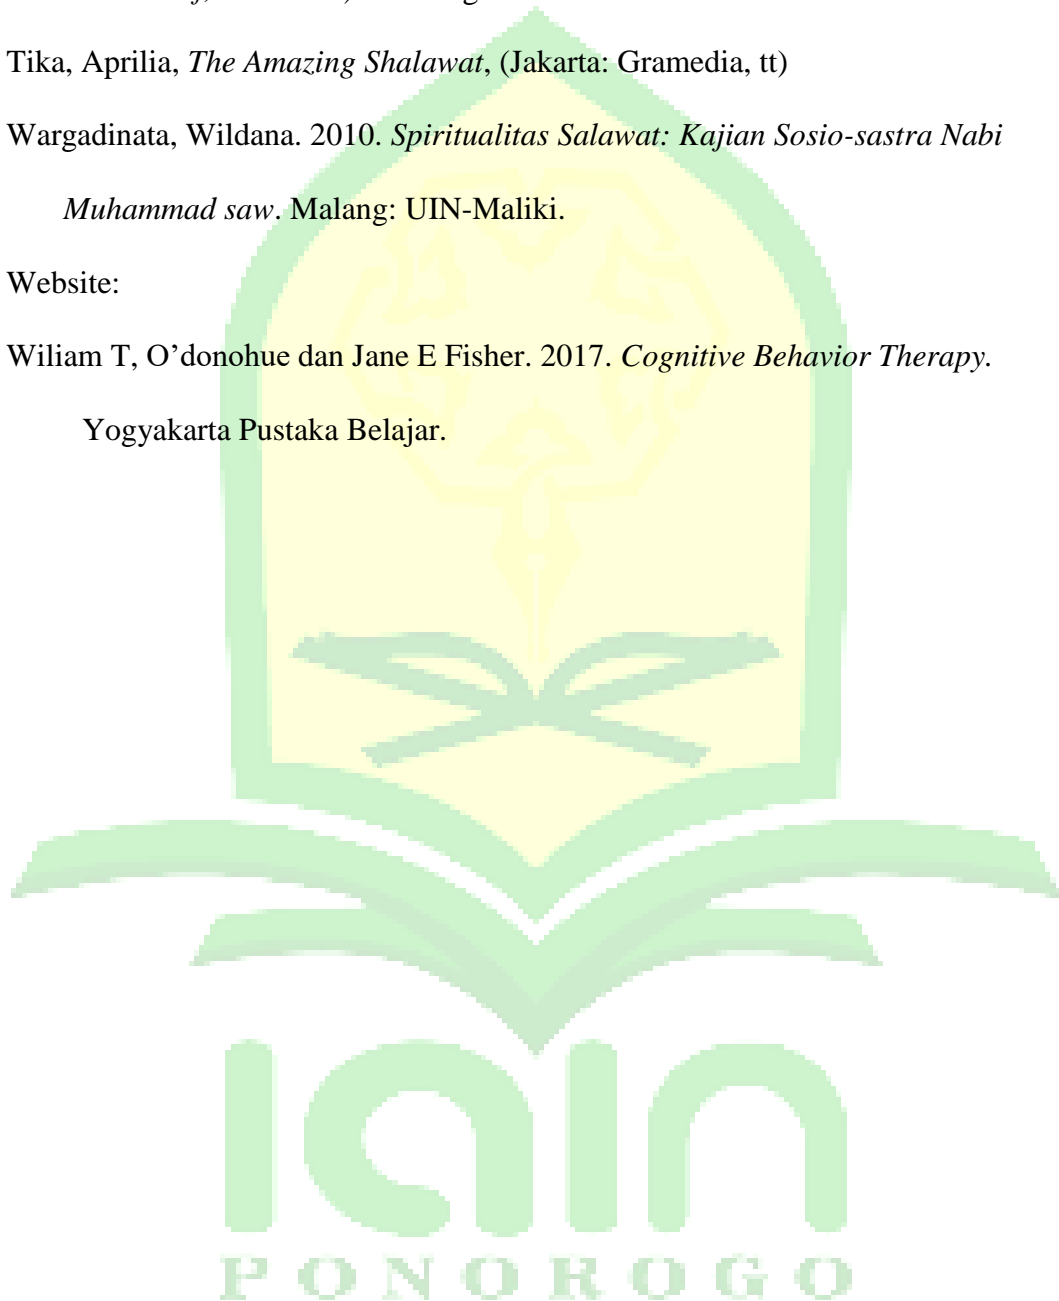 Tika, Aprilia, The Amazing Shalawat, (Jakarta: Gramedia, tt)
Wargadinata, Wildana. 2010. Spiritualitas Salawat: Kajian Sosio-sastra Nabi
Muhammad saw. Malang: UIN-Maliki.
Website:
Wiliam T, O’donohue dan Jane E Fisher. 2017. Cognitive Behavior Therapy.
Yogyakarta Pustaka Belajar.
iain
PONOROGO